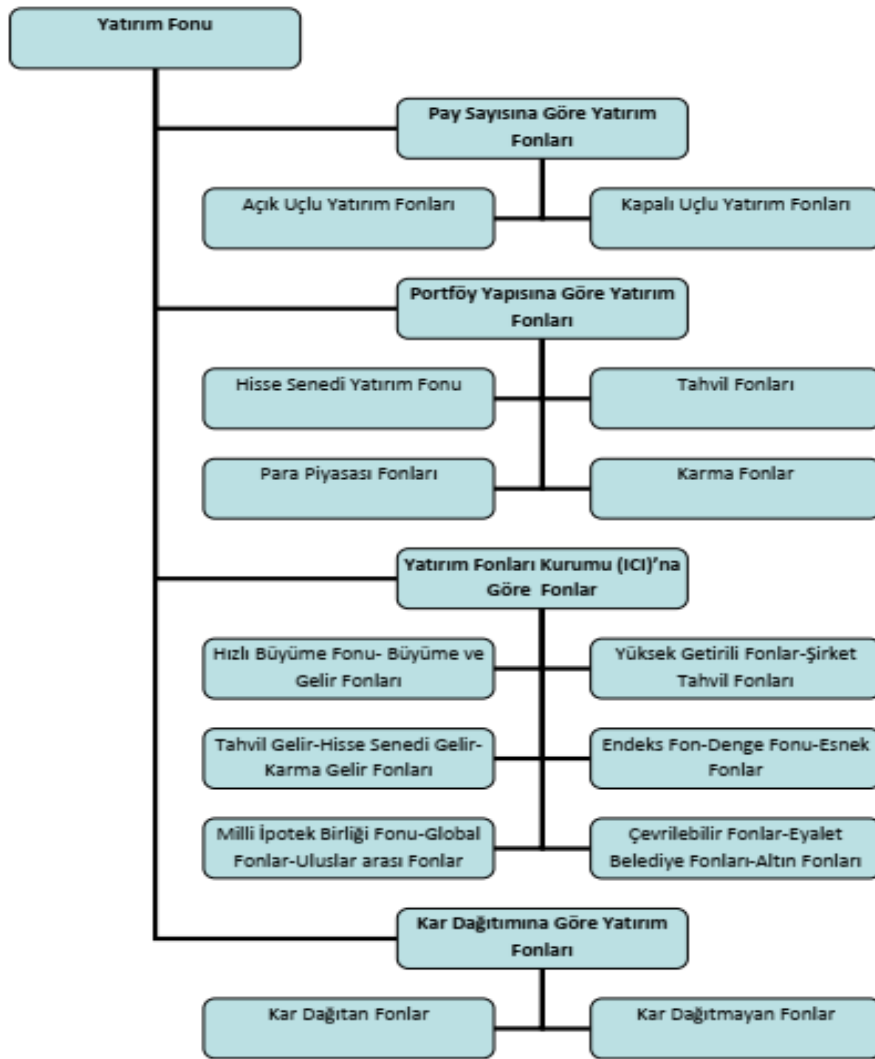 Yatırım Fonu
Pay Sayısına Göre Yatırım
Fonları
Açık Uçlu Yatırım Fonları
Kapalı Uçlu Yatırım Fonları
Portföy Yapısına Göre Yatırım
Fonları
Hisse Senedi Yatırım Fonu
Tahvil Fonları
Para Piyasası Fonları
Karma Fonlar
Yatırım Fonları Kurumu (ICI)’na
Göre Fonlar
Hızlı Büyüme Fonu- Büyüme ve
Gelir Fonları
Yüksek Getirili Fonlar-Şirket
Tahvil Fonları
Tahvil Gelir-Hisse Senedi Gelir-
Karma Gelir Fonları
Endeks Fon-Denge Fonu-Esnek
Fonlar
Milli İpotek Birliği Fonu-Global
Fonlar-Uluslar arası Fonlar
Çevrilebilir Fonlar-Eyalet
Belediye Fonları-Altın Fonları
Kar Dağıtımına Göre Yatırım
Fonları
Kar Dağıtan Fonlar
Kar Dağıtmayan Fonlar